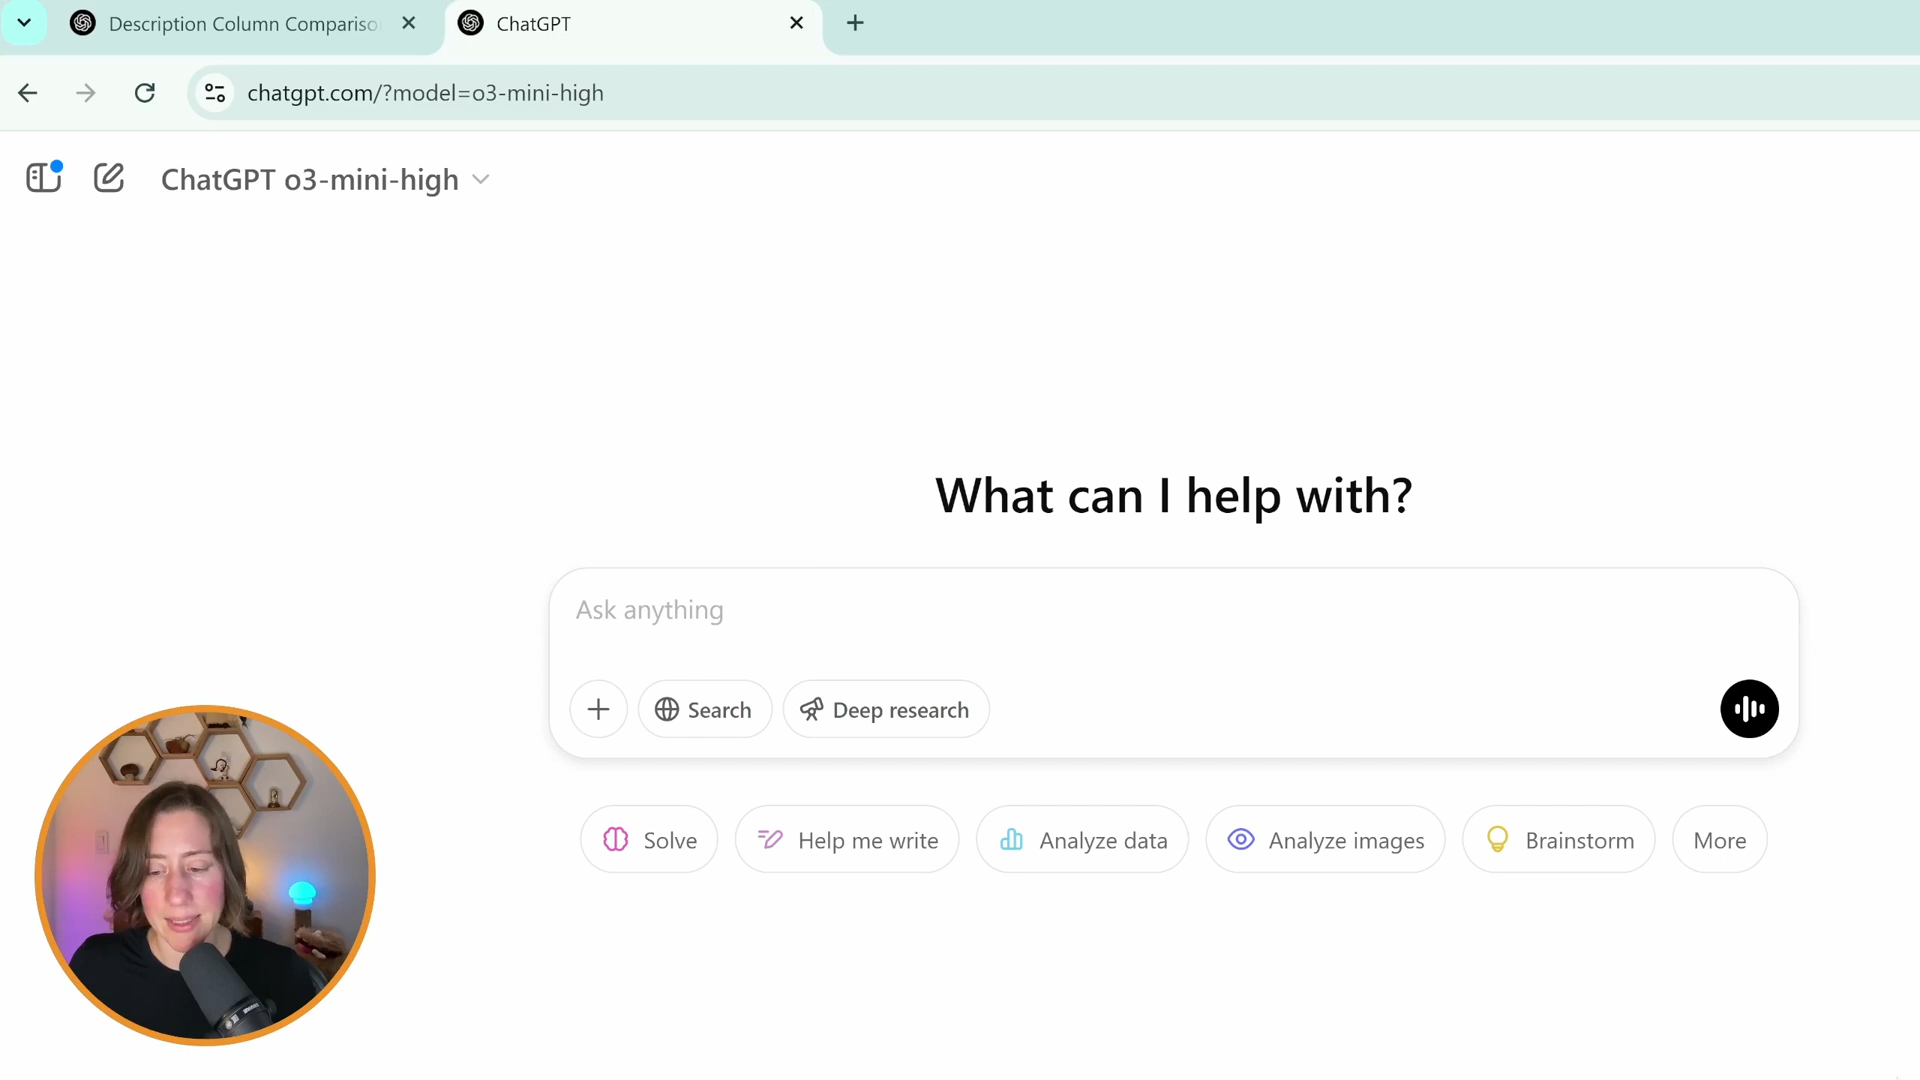 Description Column Compariso
ChatGPT
chatgpt.com/?model=o3-mini-high
ChatGPT o3-mini-high
What can I help with?
Ask anything
Search
Deep research
Solve
Help me write
Analyze data
Analyze images
Brainstorm
More